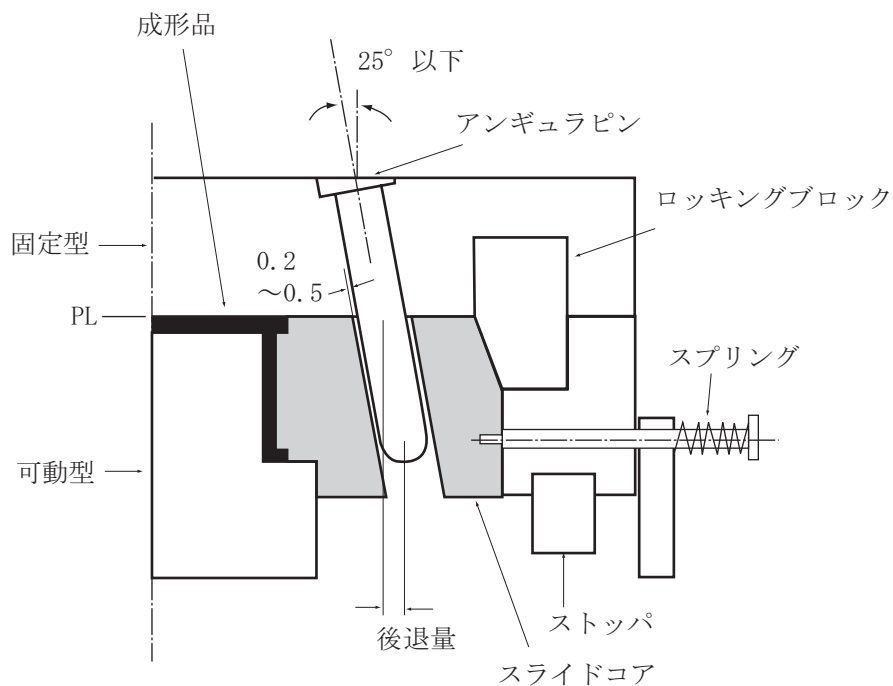 成形品
25° 以下
アンギュラピン
ロッキングブロック
固定型
0.2
～0.5
PL
スプリング
可動型
後退量
ストッパ
スライドコア